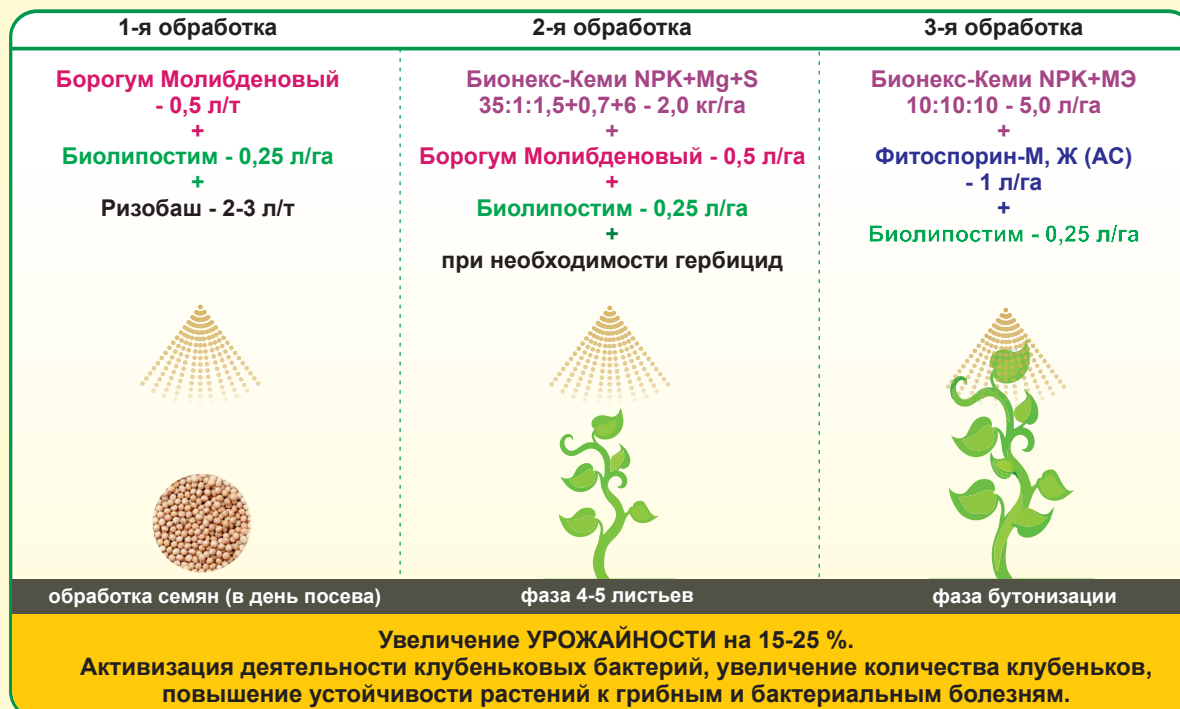 1-я обработка
Борогум Молибденовый
- 0,5 л/т
+
Биолипостим - 0,25 л/га
+
Ризобаш - 2-3 л/т
обработка семян (в день посева)
2-я обработка
Бионекс-Кеми NPK+Mg+S
35:1:1,5+0,7+6 - 2,0 кг/га
+
Борогум Молибденовый - 0,5 л/га
+
Биолипостим - 0,25 л/га
+
при необходимости гербицид
фаза 4-5 листьев
3-я обработка
Бионекс-Кеми NPK+МЭ
10:10:10 - 5,0 л/га
+
Фитоспорин-М, Ж (АС)
- 1 л/га
+
Биолипостим - 0,25 л/га
фаза бутонизации
Увеличение УРОЖАЙНОСТИ на 15-25 %.
Активизация деятельности клубеньковых бактерий, увеличение количества клубеньков,
повышение устойчивости растений к грибным и бактериальным болезням.